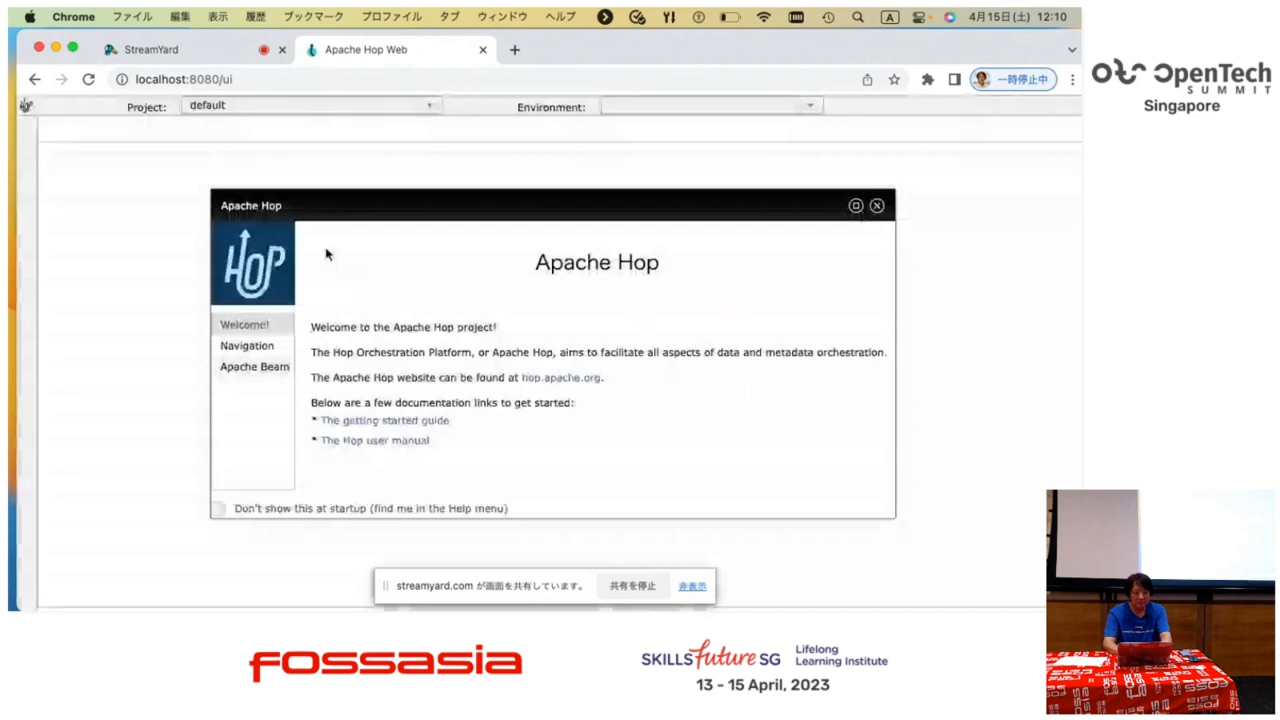 Chrome ファイル 編集 表示 履歴 ブックマーク プロファイル タブ ウィンドウ ヘルプ A 4月15日(土) 12:10
StreamYard
Apache Hop Web
localhost:8080/ui
一時停止中
Project: default
Environment:
Apache Hop
HOP
Apache Hop
Welcome!
Navigation
Apache Beam
Welcome to the Apache Hop project!
The Hop Orchestration Platform, or Apache Hop, aims to facilitate all aspects of data and metadata orchestration.
The Apache Hop website can be found at hop.apache.org.
Below are a few documentation links to get started:
* The getting started guide
* The Hop user manual
Don't show this at startup (find me in the Help menu)
streamyard.com が画面を共有しています。 共有を停止 非表示
OpenTech
SUMMIT
Singapore
FOSSASIA
SKILLS future SG
Lifelong
Learning Institute
13 - 15 April, 2023